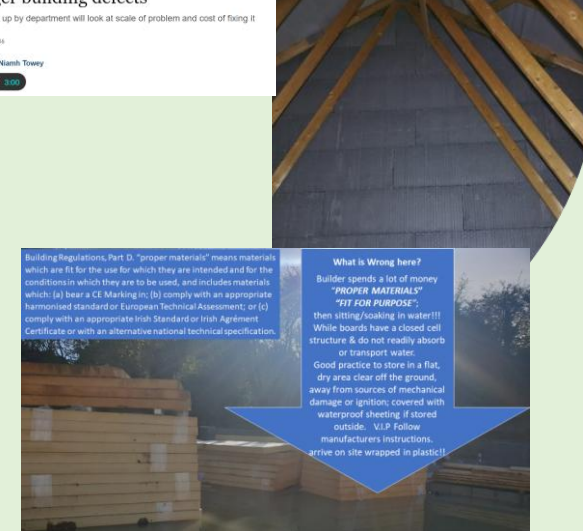 building defects
up by department will look at scale of problem and cost of fixing it
Niamh Towey
3:00
Building Regulations, Part D. "proper materials" means materials
which are fit for the use for which they are intended and for the
conditions in which they are to be used, and includes materials
which: (a) bear a CE Marking in; (b) comply with an appropriate
harmonised standard or European Technical Assessment; or (c)
comply with an appropriate Irish Standard or Irish Agrément
Certificate or with an alternative national technical specification.
What is Wrong here?
Builder spends a lot of money
"PROPER MATERIALS"
"FIT FOR PURPOSE";
then sitting/soaking in water!!!
While boards have a closed cell
structure & do not readily absorb
or transport water.
Good practice to store in a flat,
dry area clear off the ground,
away from sources of mechanical
damage or ignition; covered with
waterproof sheeting if stored
outside. V.I.P Follow
manufacturers instructions.
arrive on site wrapped in plastic!!